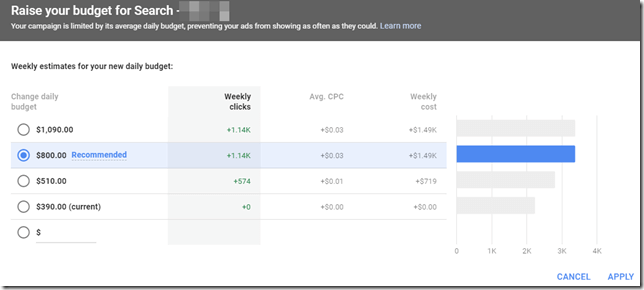 Raise your budget for Search -
Your campaign is limited by its average daily budget, preventing your ads from showing as often as they could. Learn more
Weekly estimates for your new daily budget:
Change daily budget Weekly clicks Avg. CPC Weekly cost
$1,090.00 +1.14K +$0.03 +$1.49K
$800.00 Recommended +1.14K +$0.03 +$1.49K
$510.00 +574 +$0.01 +$719
$390.00 (current) +0 +$0.00 +$0.00
$
0 1K 2K 3K 4K
CANCEL APPLY